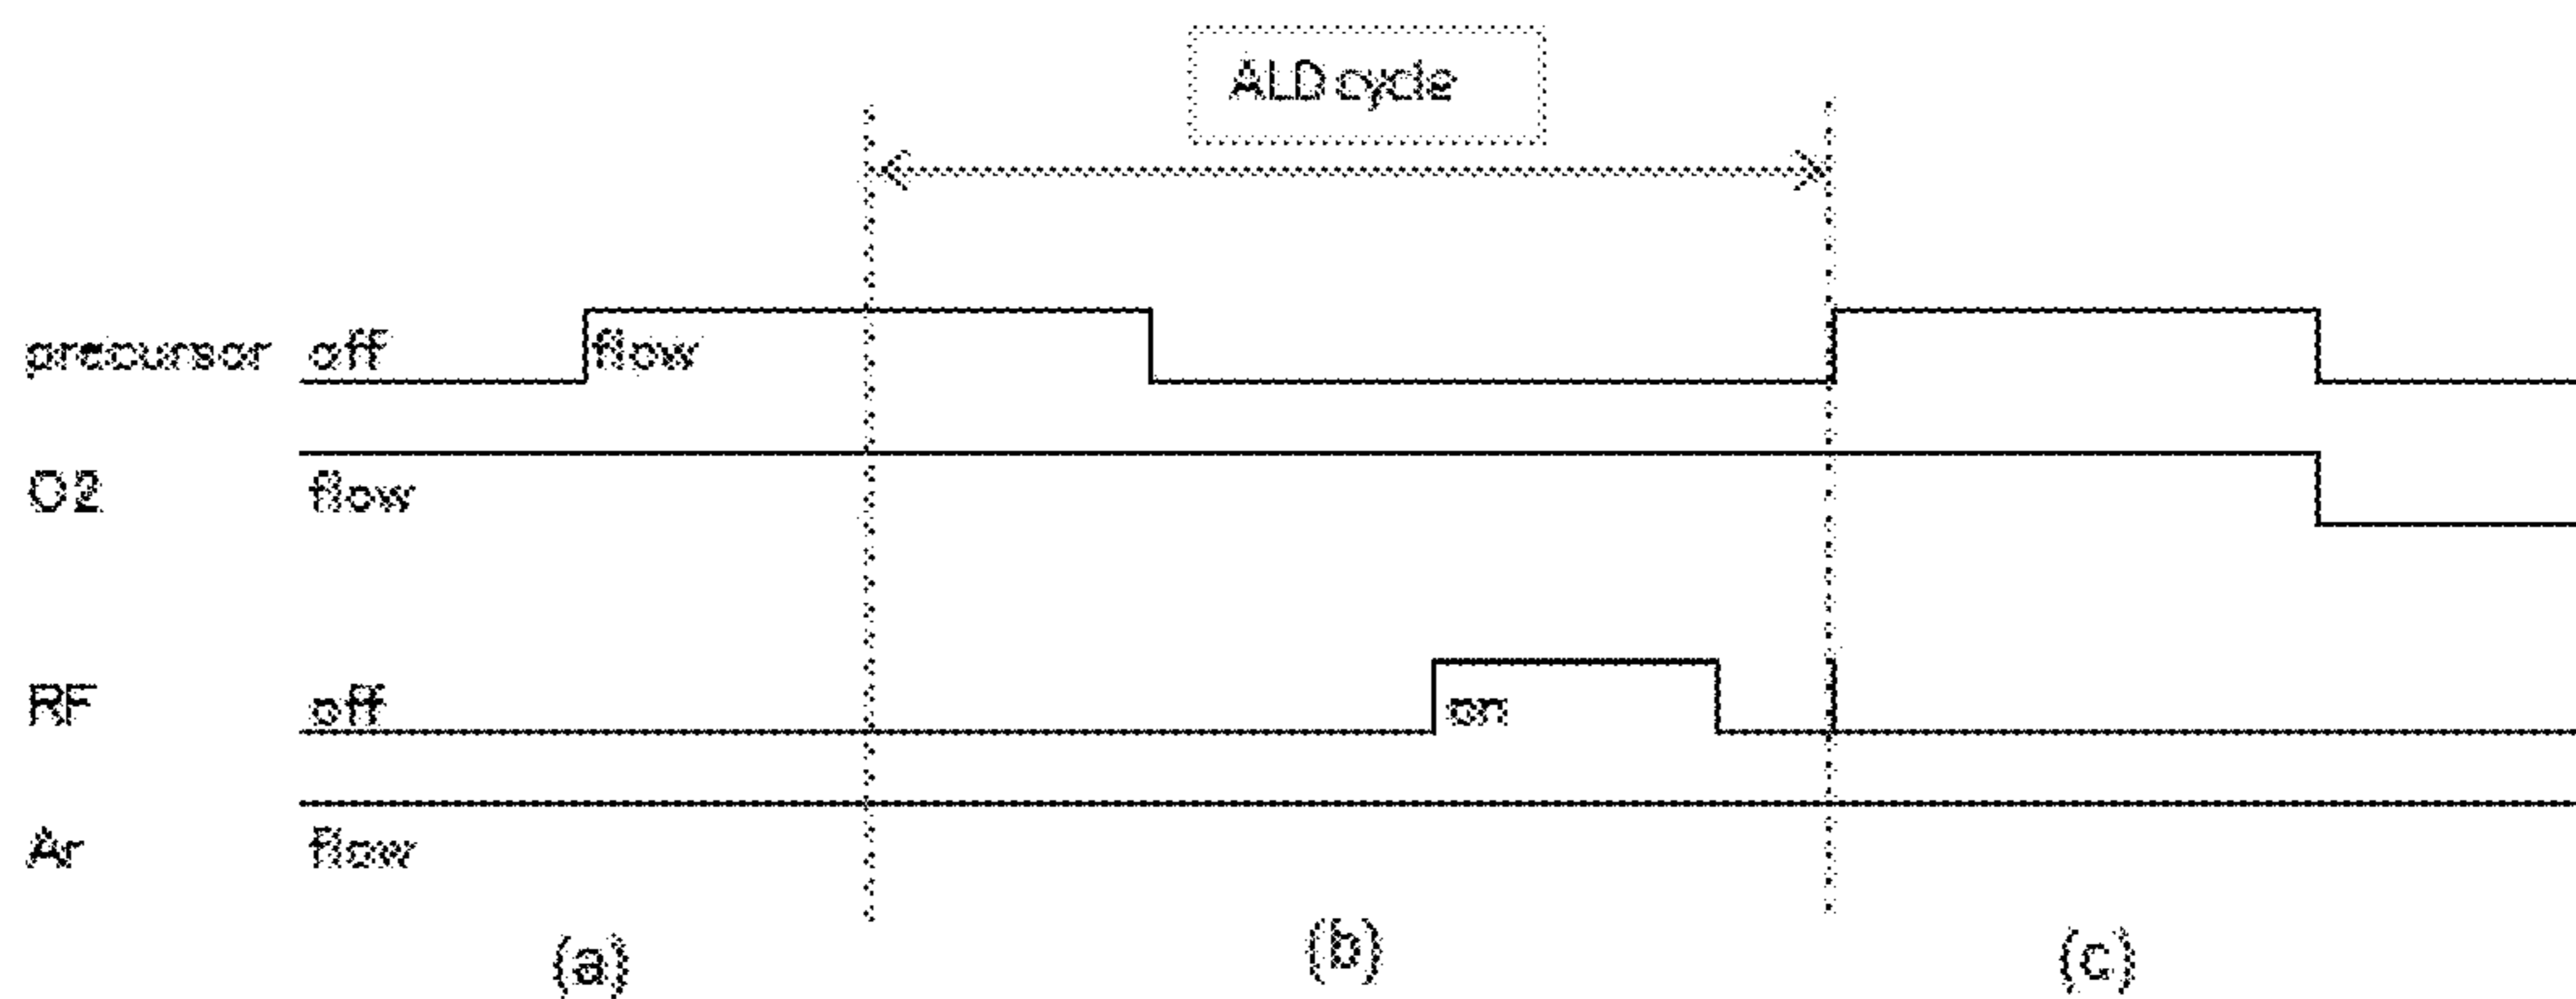 ALD cycle
precursor off flow
O2 flow
RF off on
Ar flow
(a) (b) (c)